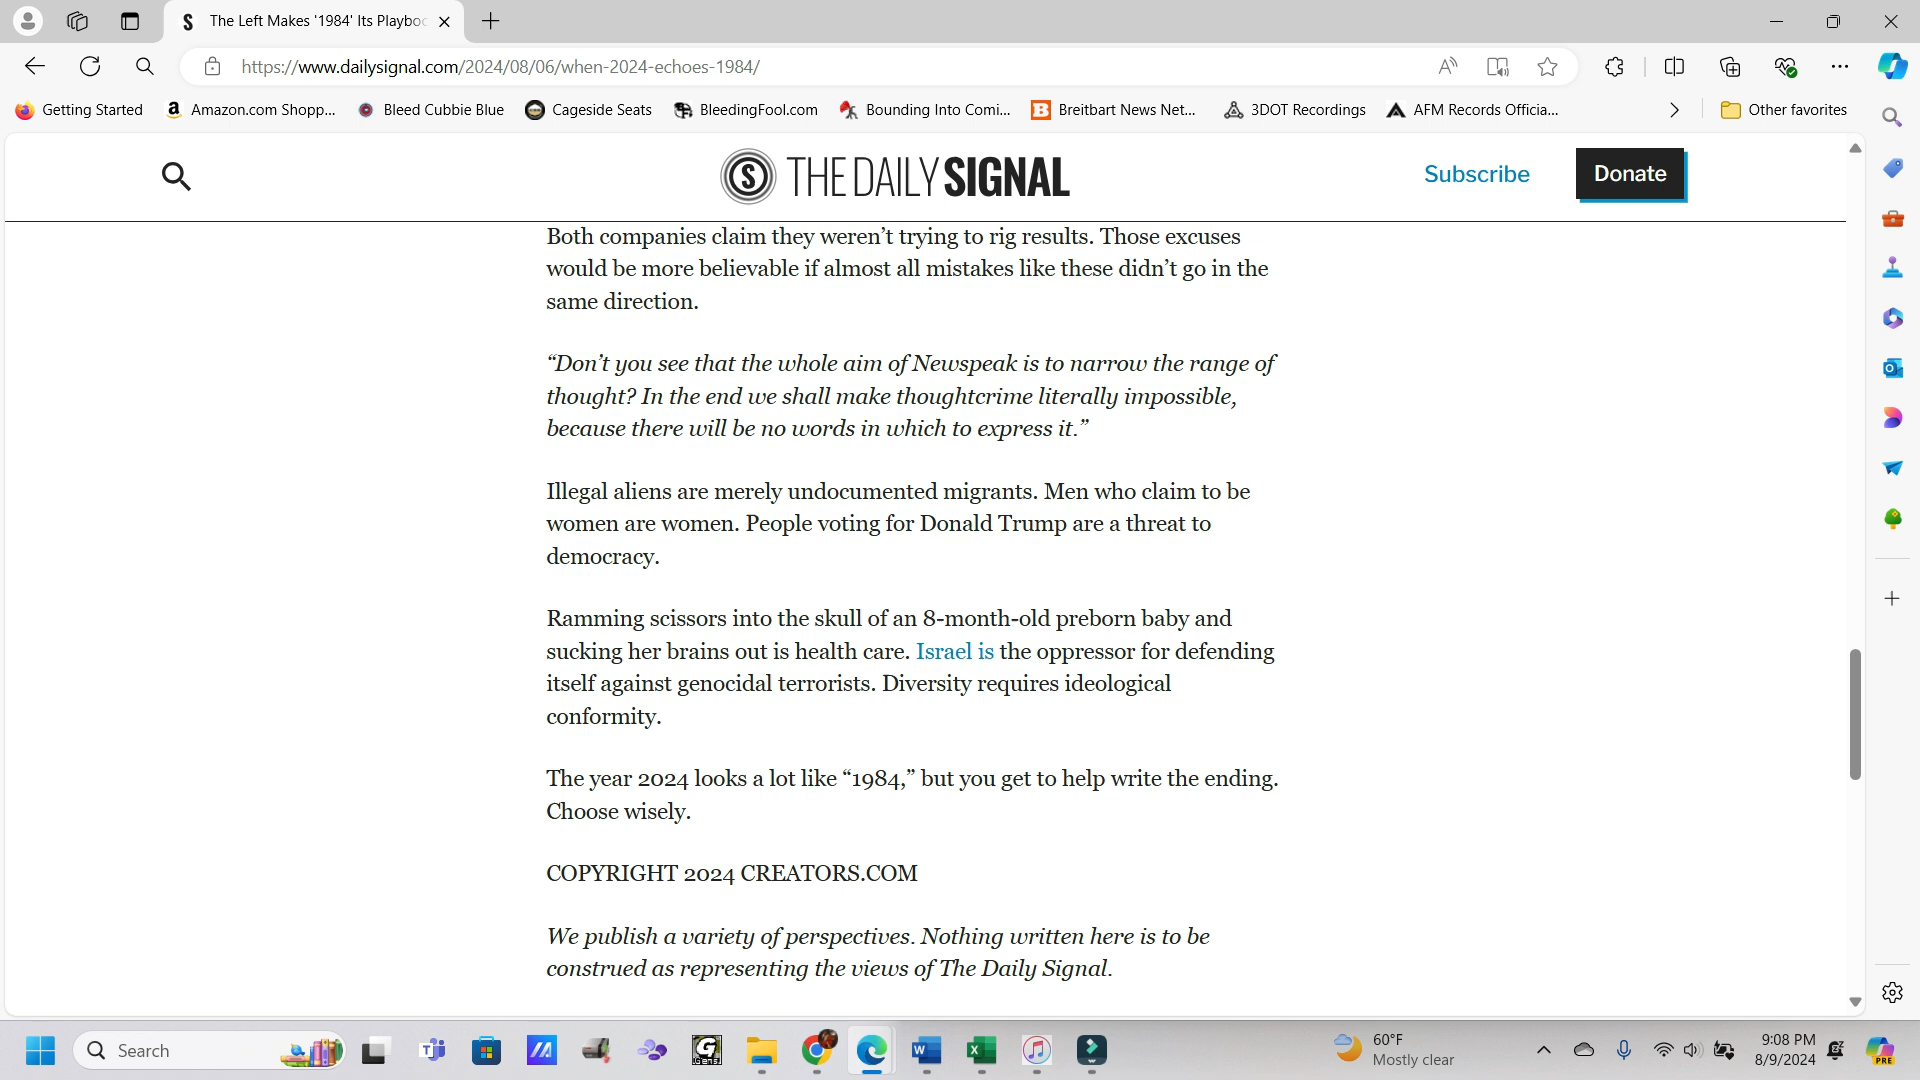 The Left Makes '1984' Its Playbo
https://www.dailysignal.com/2024/08/06/when-2024-echoes-1984/
Getting Started
Amazon.com Shopp...
Bleed Cubbie Blue
Cageside Seats
BleedingFool.com
Bounding Into Comi...
Breitbart News Net...
3DOT Recordings
AFM Records Officia...
Other favorites
THE DAILY SIGNAL
Subscribe
Donate
Both companies claim they weren’t trying to rig results. Those excuses
would be more believable if almost all mistakes like these didn’t go in the
same direction.
“Don’t you see that the whole aim of Newspeak is to narrow the range of
thought? In the end we shall make thoughtcrime literally impossible,
because there will be no words in which to express it.”
Illegal aliens are merely undocumented migrants. Men who claim to be
women are women. People voting for Donald Trump are a threat to
democracy.
Ramming scissors into the skull of an 8-month-old preborn baby and
sucking her brains out is health care. Israel is the oppressor for defending
itself against genocidal terrorists. Diversity requires ideological
conformity.
The year 2024 looks a lot like “1984,” but you get to help write the ending.
Choose wisely.
COPYRIGHT 2024 CREATORS.COM
We publish a variety of perspectives. Nothing written here is to be
construed as representing the views of The Daily Signal.
Search
60°F
Mostly clear
9:08 PM
8/9/2024
PRE